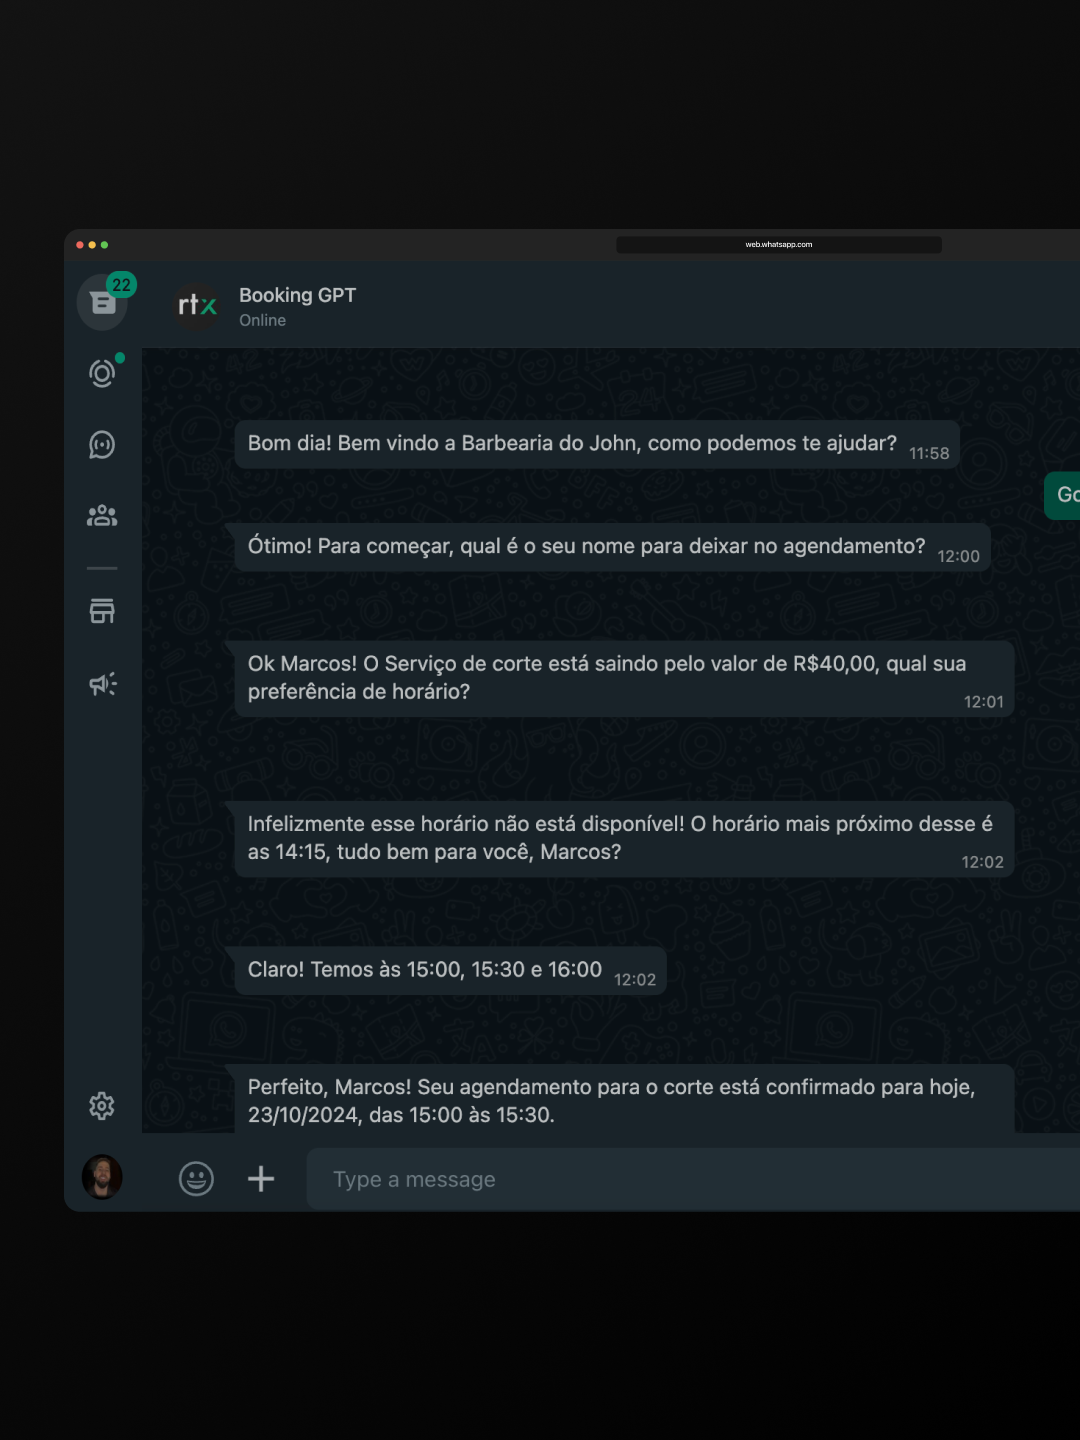 web.whatsapp.com
22
rtx
Booking GPT
Online
Bom dia! Bem vindo a Barbearia do John, como podemos te ajudar?
11:58
Go
Ótimo! Para começar, qual é o seu nome para deixar no agendamento?
12:00
Ok Marcos! O Serviço de corte está saindo pelo valor de R$40,00, qual sua
preferência de horário?
12:01
Infelizmente esse horário não está disponível! O horário mais próximo desse é
as 14:15, tudo bem para você, Marcos?
12:02
Claro! Temos às 15:00, 15:30 e 16:00
12:02
Perfeito, Marcos! Seu agendamento para o corte está confirmado para hoje,
23/10/2024, das 15:00 às 15:30.
Type a message